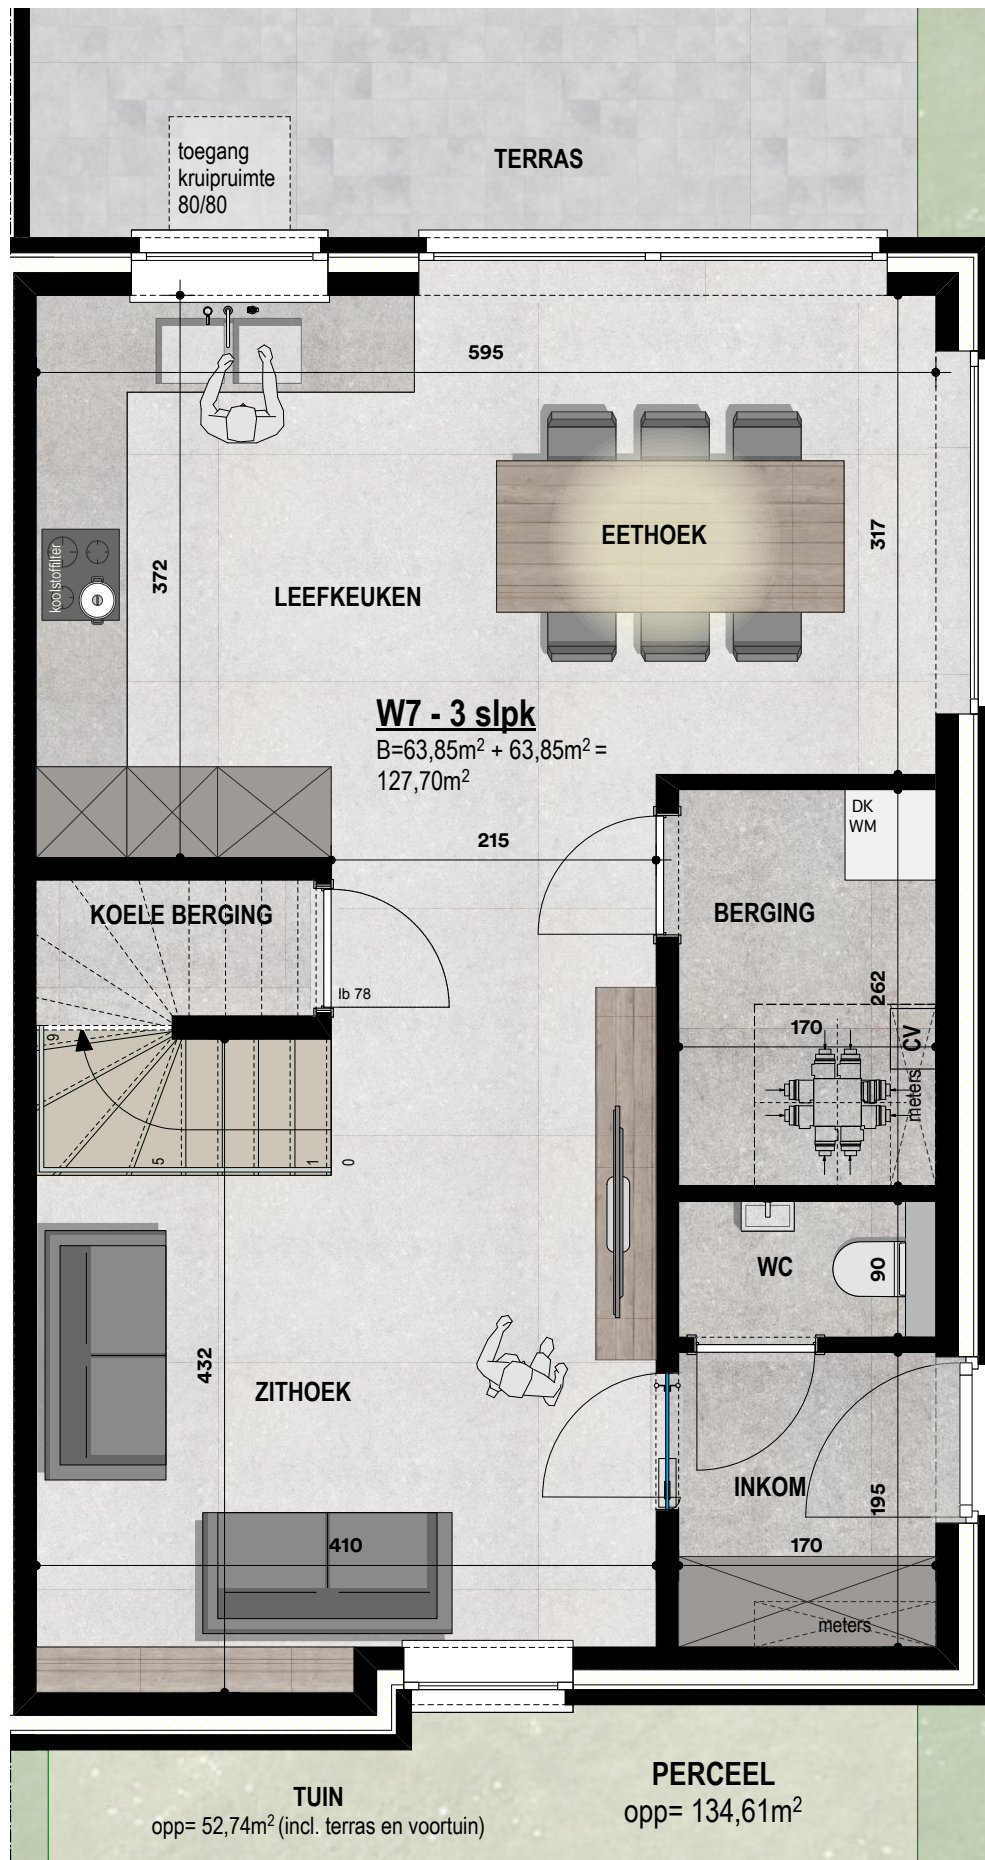 toegang
kruipruimte
80/80
TERRAS
595
koolstoffilter
372
LEEFKEUKEN
EETHOEK
317
W7 - 3 slpk
B=63,85m² + 63,85m² =
127,70m²
215
DK
WM
KOELE BERGING
BERGING
lb 78
262
170
CV
meters
9
5
1
0
WC
90
432
ZITHOEK
INKOM
195
410
170
meters
TUIN
opp= 52,74m² (incl. terras en voortuin)
PERCEEL
opp= 134,61m²